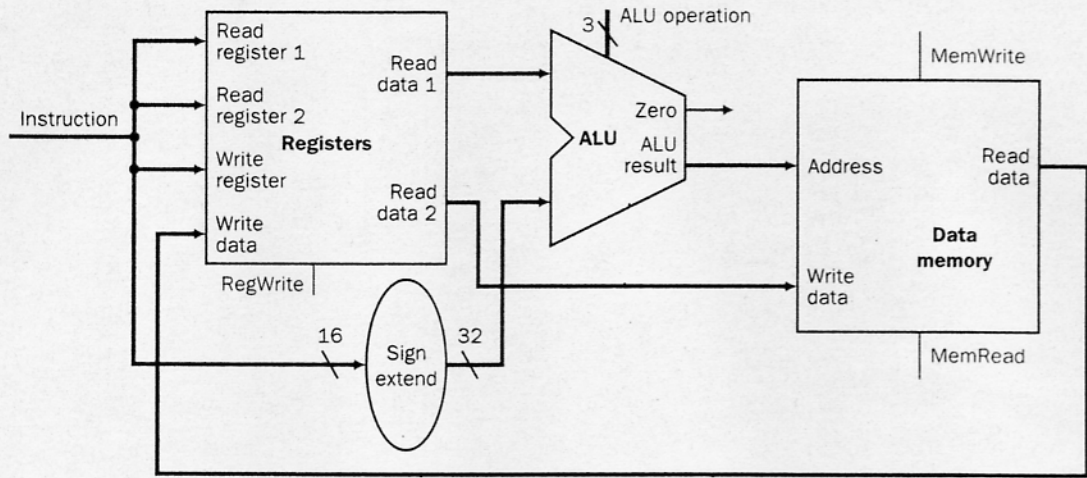 Instruction
Read
register 1
Read
register 2
Write
register
Write
data
Registers
Read
data 1
Read
data 2
RegWrite
16
Sign
extend
32
3
ALU operation
ALU
Zero
ALU
result
MemWrite
Address
Read
data
Data
memory
Write
data
MemRead